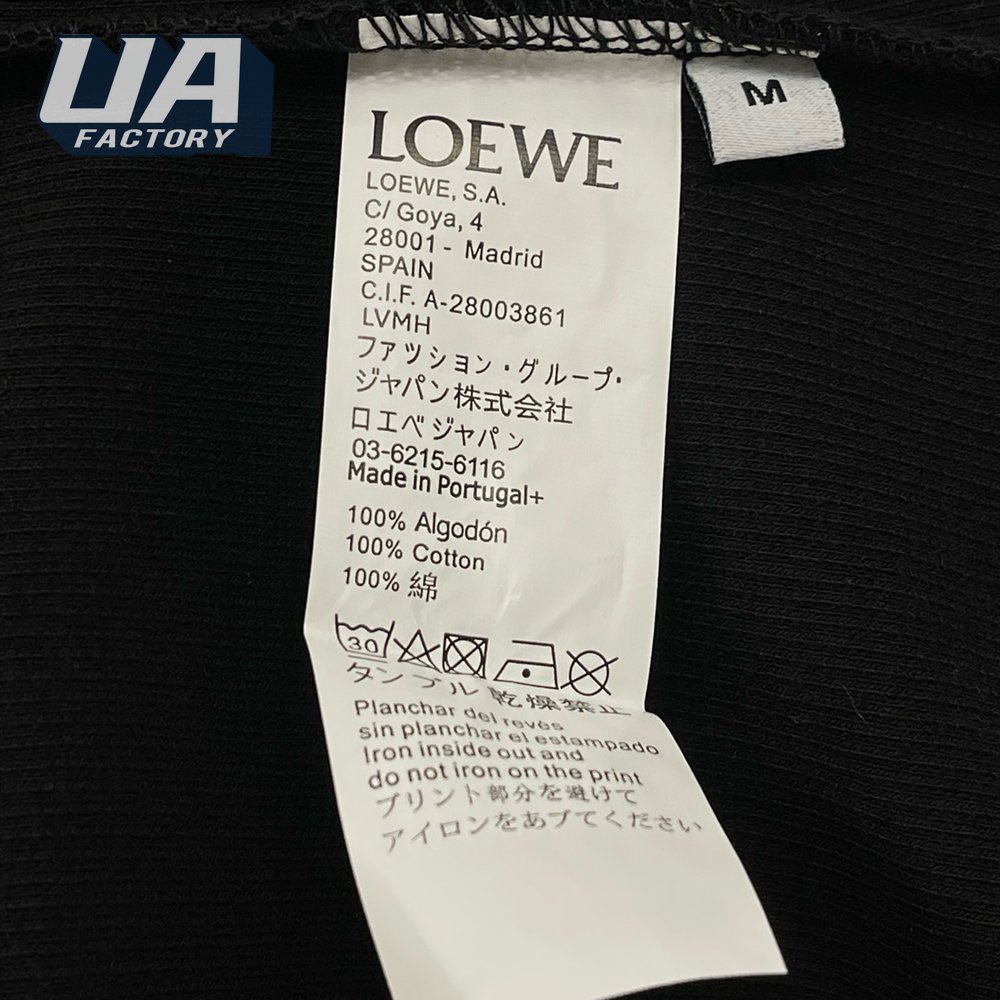 UA
FACTORY
M
LOEWE
LOEWE, S.A.
C/ Goya, 4
28001 - Madrid
SPAIN
C.I.F. A-28003861
LVMH
ファッション・グループ・
ジャパン株式会社
ロエベジャパン
03-6215-6116
Made in Portugal+
100% Algodón
100% Cotton
100% 綿
30
タンブル 乾燥禁止
Planchar del revés
sin planchar el estampado
Iron inside out and
do not iron on the print
プリント部分を避けて
アイロンをあブてください